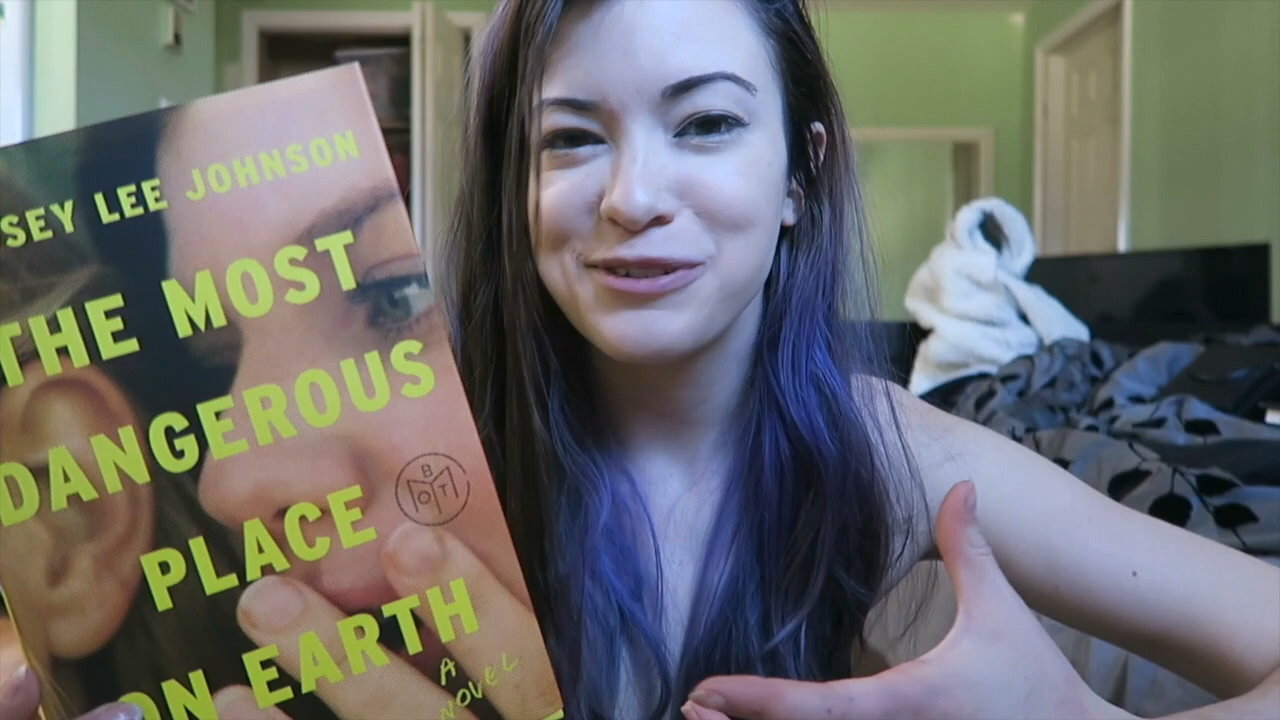 SEY LEE JOHNSON
THE MOST
DANGEROUS
PLACE
ON EARTH
A
NOVEL
B
O T
M